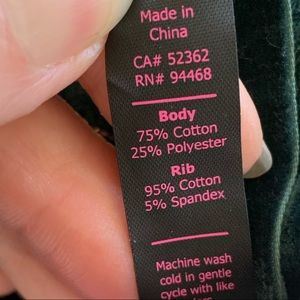 Made in
China
CA# 52362
RN# 94468
Body
75% Cotton
25% Polyester
Rib
95% Cotton
5% Spandex
Machine wash
cold in gentle
cycle with like